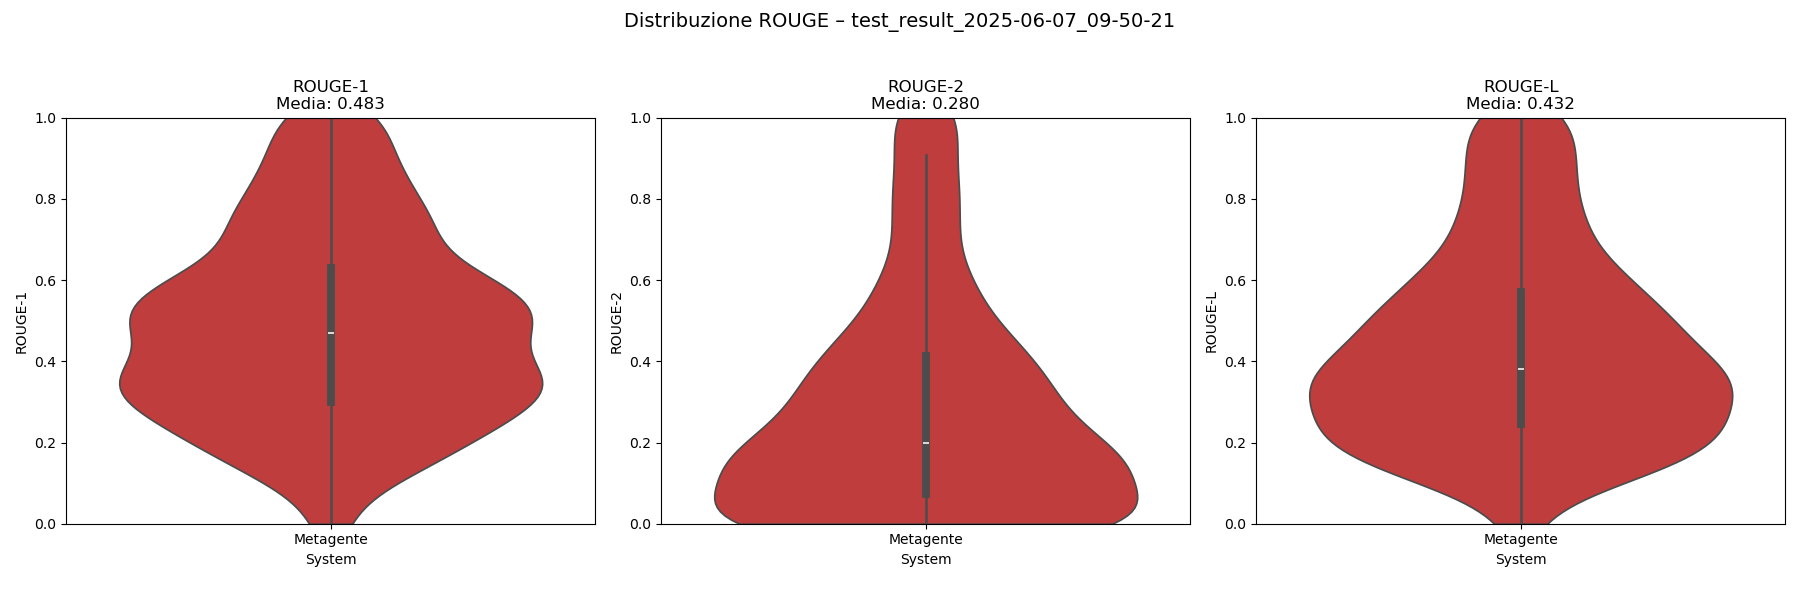 Distribuzione ROUGE – test_result_2025-06-07_09-50-21
ROUGE-1
Media: 0.483
1.0
0.8
0.6
0.4
0.2
0.0
ROUGE-1
Metagente
System
ROUGE-2
Media: 0.280
1.0
0.8
0.6
0.4
0.2
0.0
ROUGE-2
Metagente
System
ROUGE-L
Media: 0.432
1.0
0.8
0.6
0.4
0.2
0.0
ROUGE-L
Metagente
System